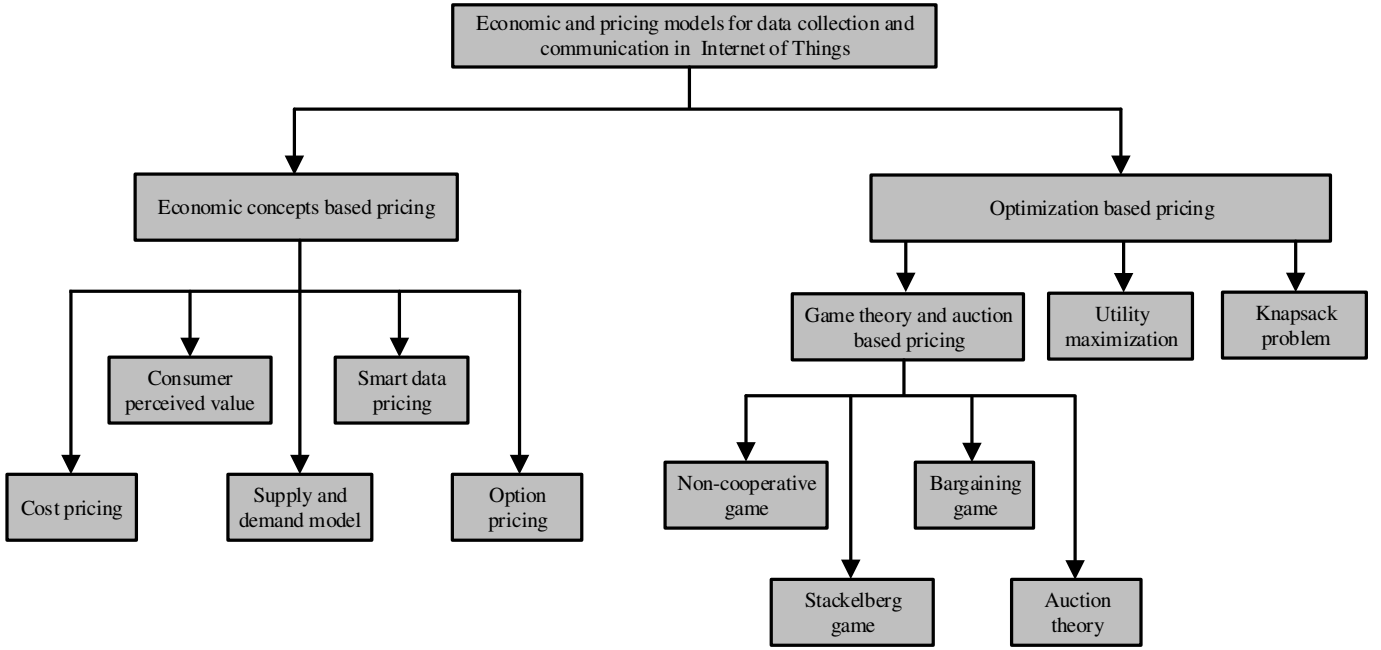 Economic and pricing models for data collection and
communication in Internet of Things
Economic concepts based pricing
Optimization based pricing
Game theory and auction
based pricing
Utility
maximization
Knapsack
problem
Consumer
perceived value
Smart data
pricing
Cost pricing
Supply and
demand model
Option
pricing
Non-cooperative
game
Bargaining
game
Stackelberg
game
Auction
theory